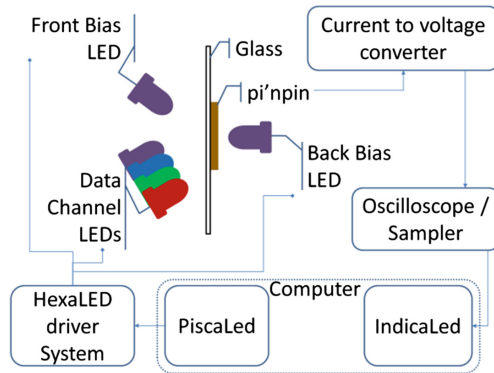 Front Bias
LED
Glass
pi'npin
Current to voltage
converter
Back Bias
LED
Data
Channel
LEDs
Oscilloscope /
Sampler
Computer
HexaLED
driver
System
PiscaLed
IndicaLed